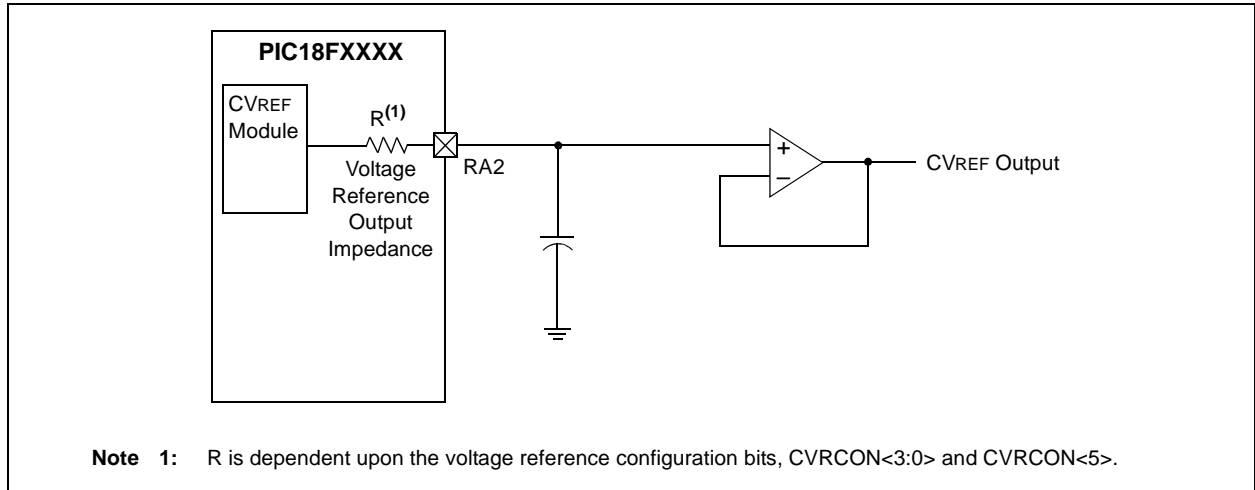 PIC18FXXXX
CVREF
Module
R(1)
Voltage
Reference
Output
Impedance
RA2
+
–
CVREF Output
Note 1: R is dependent upon the voltage reference configuration bits, CVRCON<3:0> and CVRCON<5>.